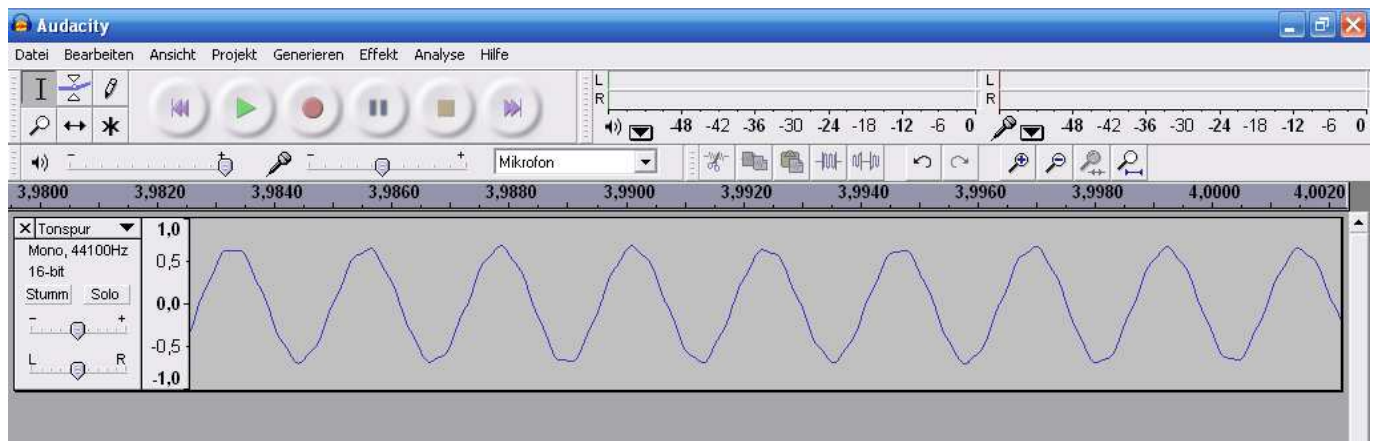 Audacity
Datei Bearbeiten Ansicht Projekt Generieren Effekt Analyse Hilfe
L
R
-48 -42 -36 -30 -24 -18 -12 -6 0
L
R
-48 -42 -36 -30 -24 -18 -12 -6 0
- + - + Mikrofon
3,9800 3,9820 3,9840 3,9860 3,9880 3,9900 3,9920 3,9940 3,9960 3,9980 4,0000 4,0020
X Tonspur
Mono, 44100Hz
16-bit
Stumm Solo
- +
L R
1,0
0,5
0,0
-0,5
-1,0